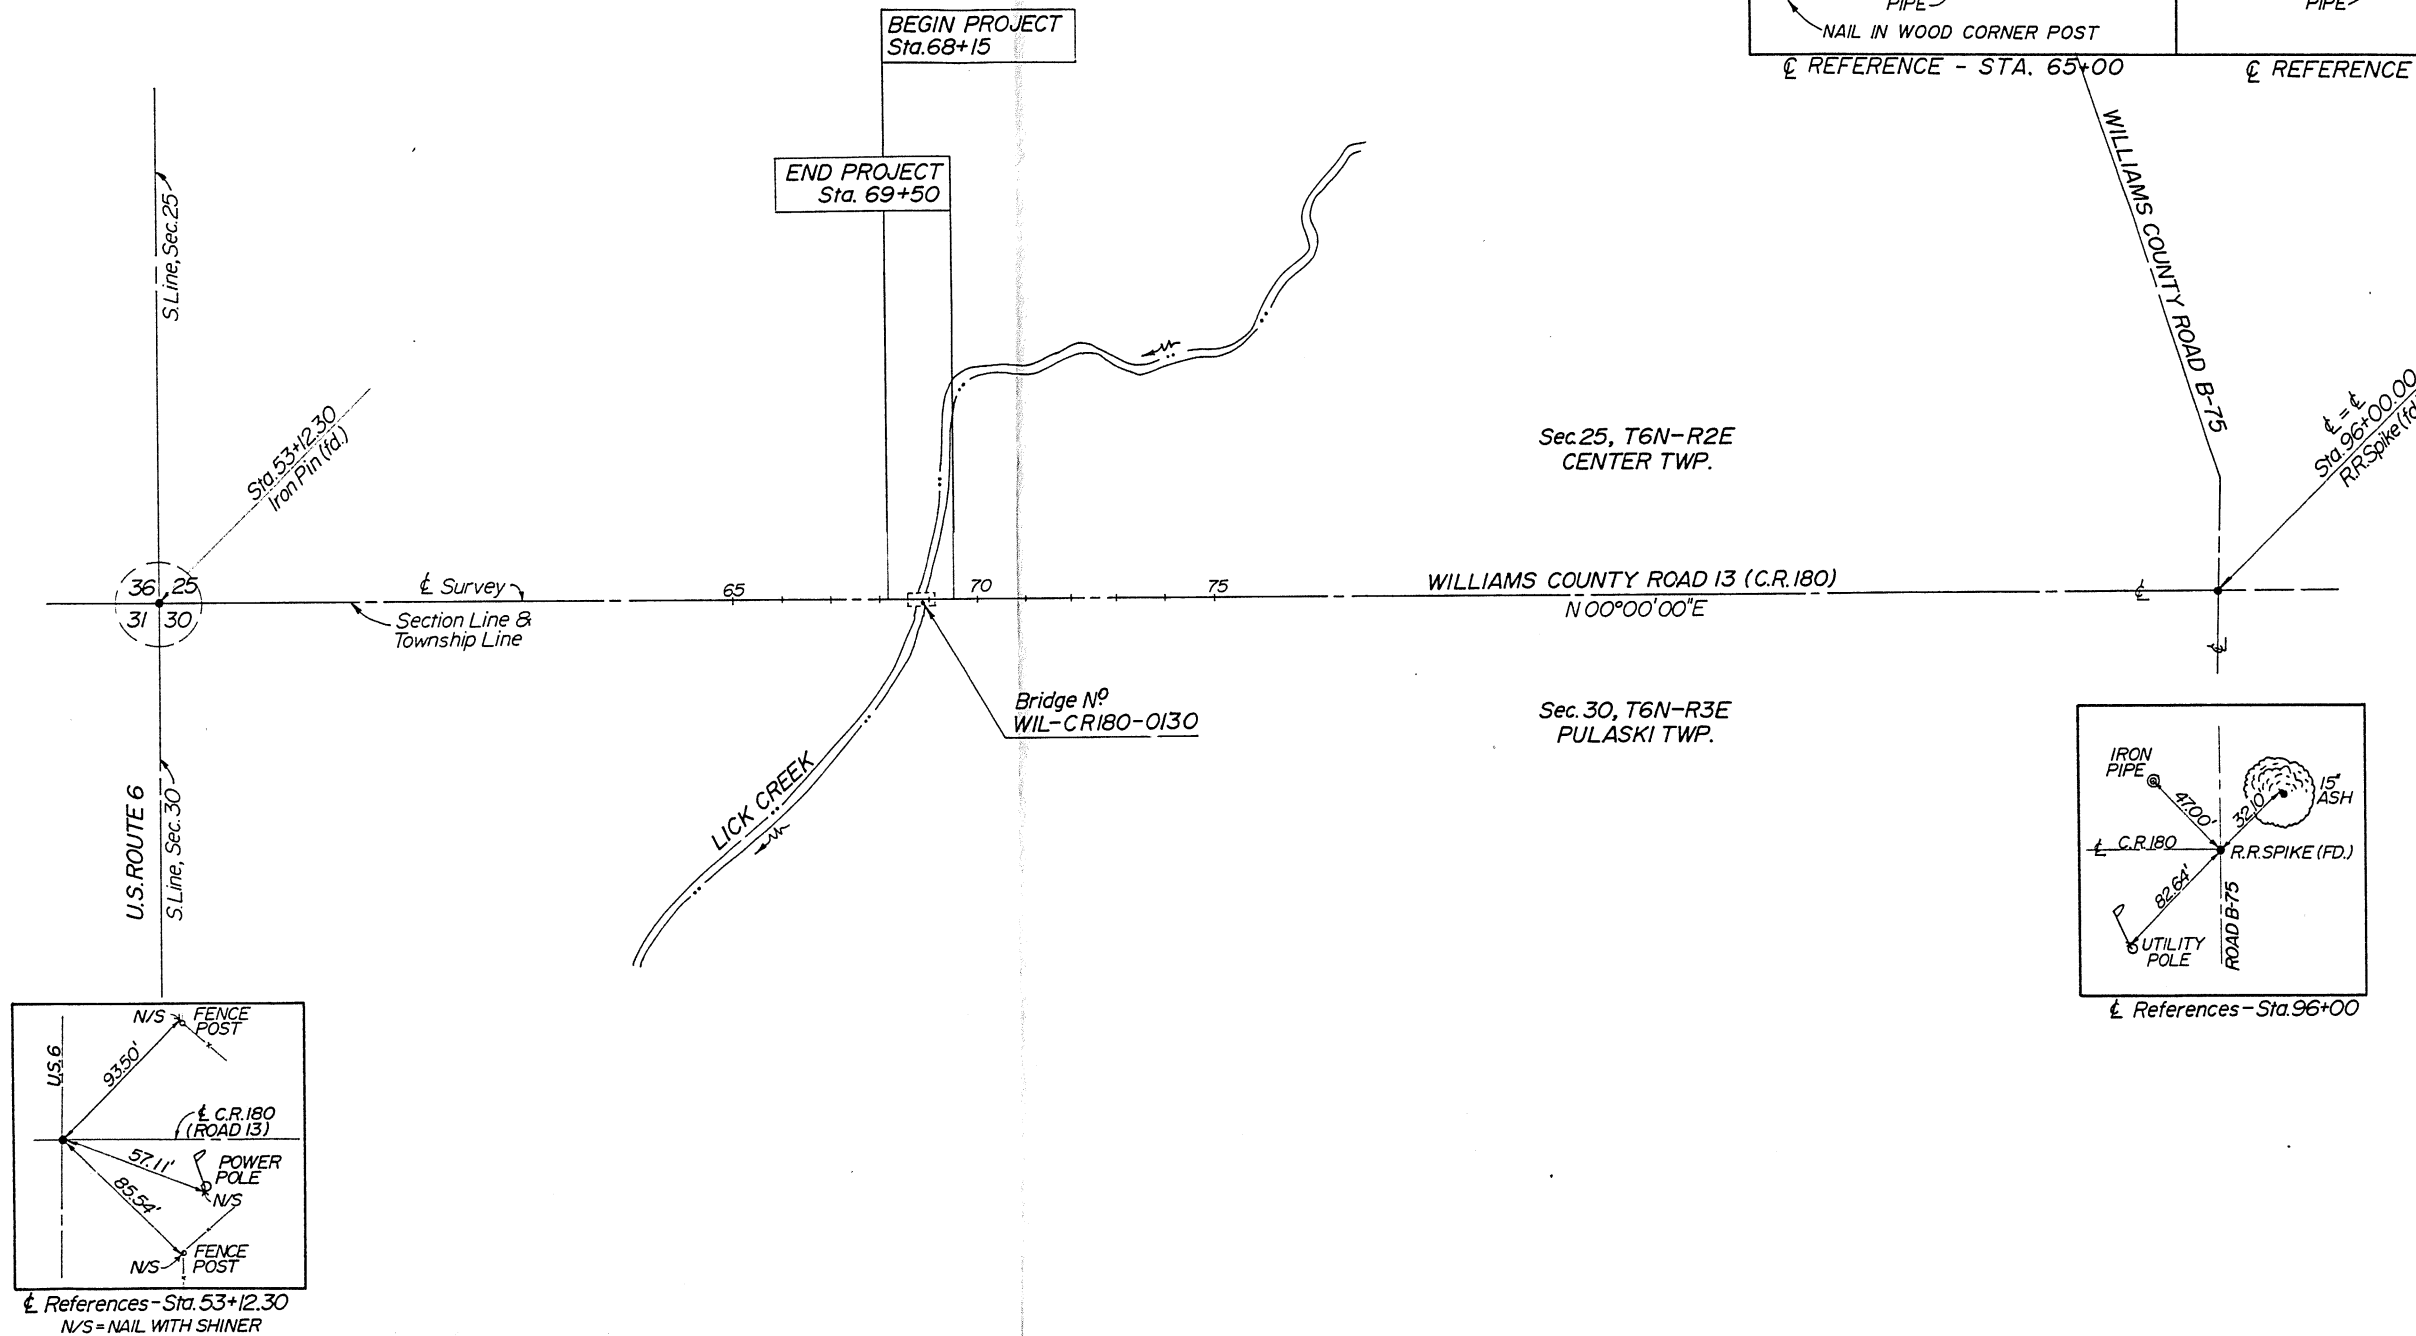 BEGIN PROJECT
Sta.68+15
PIPE
NAIL IN WOOD CORNER POST
℄ REFERENCE - STA. 65+00
PIPE
℄ REFERENCE
END PROJECT
Sta. 69+50
S.Line,Sec.25
WILLIAMS COUNTY ROAD B-75
Sta.53+12.30
Iron Pin(fd.)
℄ = ℄
Sta.96+00.00
R.R.Spike(fd.
Sec.25, T6N-R2E
CENTER TWP.
36 25
31 30
℄ Survey
65
70
75
WILLIAMS COUNTY ROAD 13 (C.R.180)
N 00°00'00"E
℄
℄
Section Line &
Township Line
Bridge Nº
WIL-CR180-0130
Sec.30, T6N-R3E
PULASKI TWP.
LICK CREEK
U.S.ROUTE 6
S.Line, Sec.30
IRON
PIPE
15"
ASH
47.00'
32.10
℄ C.R.180
R.R.SPIKE (FD.)
82.64'
UTILITY
POLE
ROAD B-75
℄ References-Sta.96+00
N/S
FENCE
POST
U.S.6
93.50'
℄ C.R.180
(ROAD 13)
57.11'
POWER
POLE
N/S
85.54'
N/S
FENCE
POST
℄ References-Sta.53+12.30
N/S=NAIL WITH SHINER